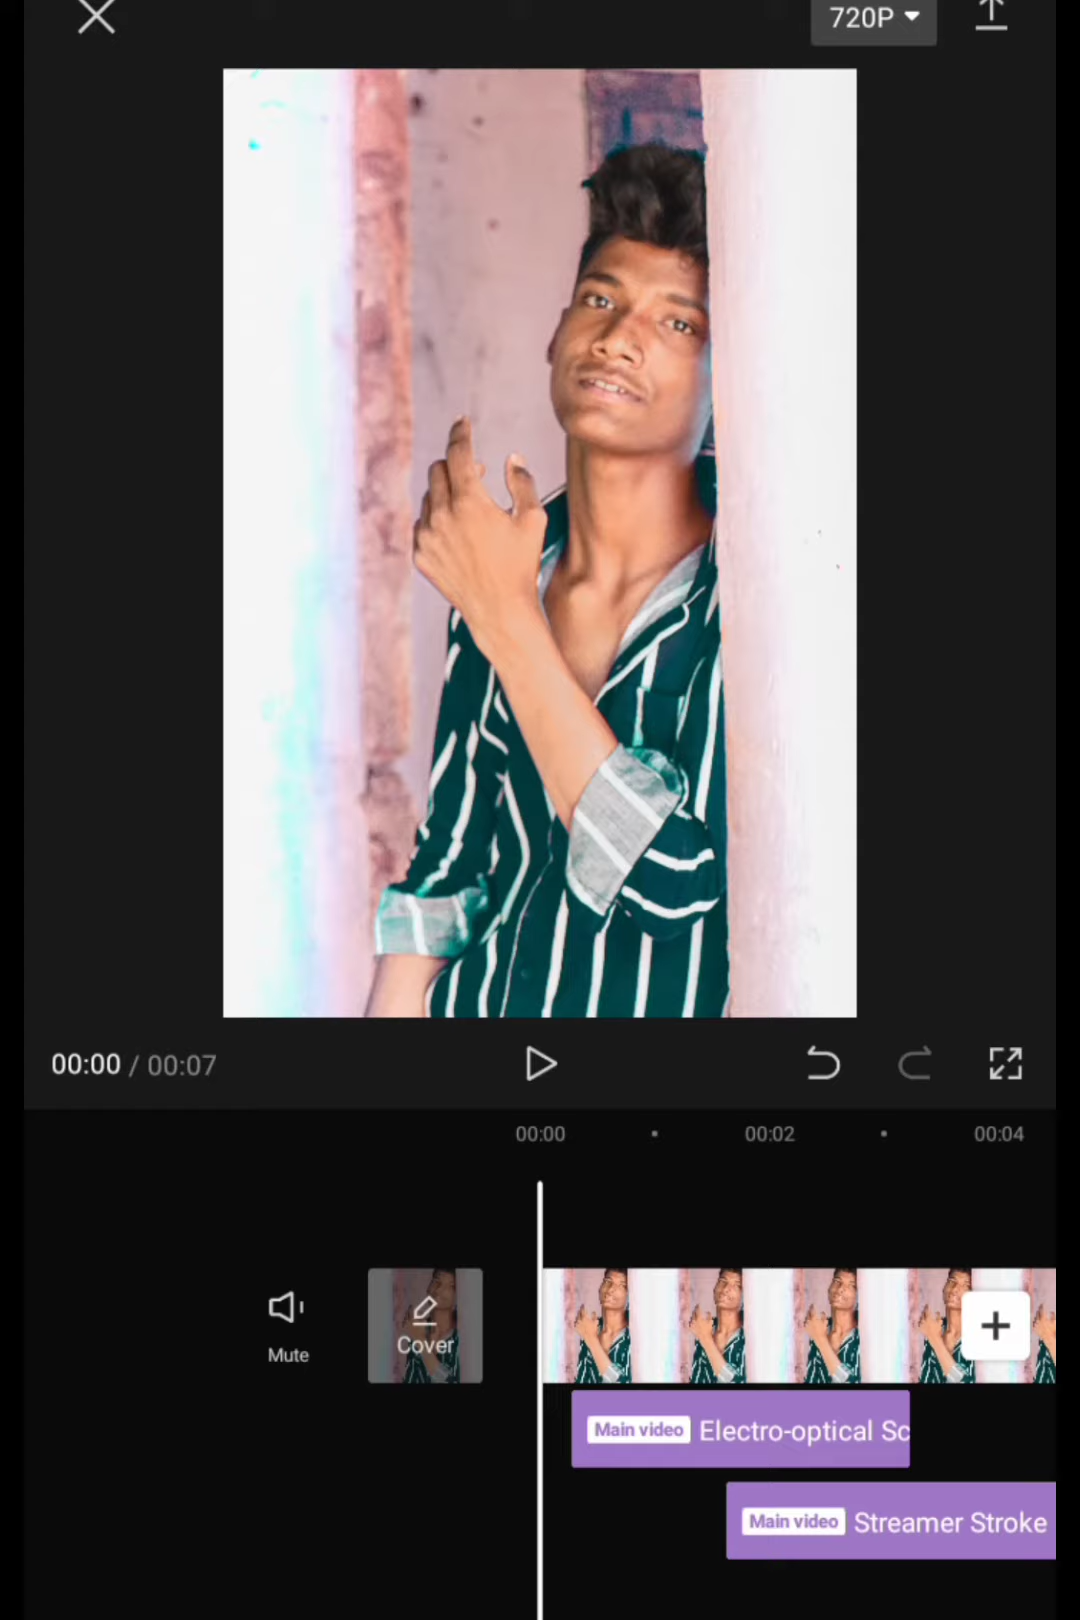 720P
00:00 / 00:07
00:00 00:02 00:04
Mute
Cover
Main video Electro-optical Sc
Main video Streamer Stroke